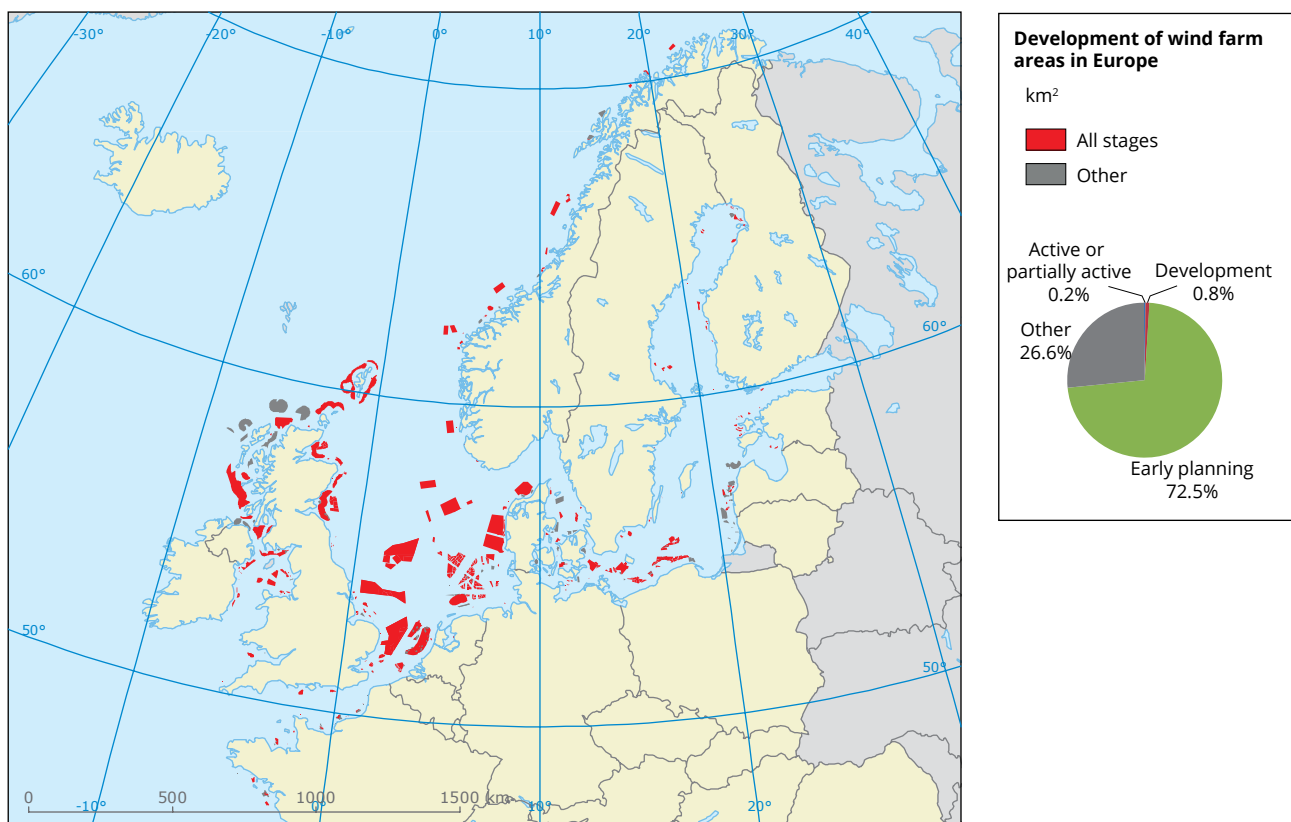 -30°
-20°
-10°
0°
10°
20°
30°
40°
60°
60°
50°
50°
0
500
1000
1500 km
-10°
0°
10°
20°
Development of wind farm
areas in Europe
km²
All stages
Other
Active or
partially active
0.2%
Development
0.8%
Other
26.6%
Early planning
72.5%